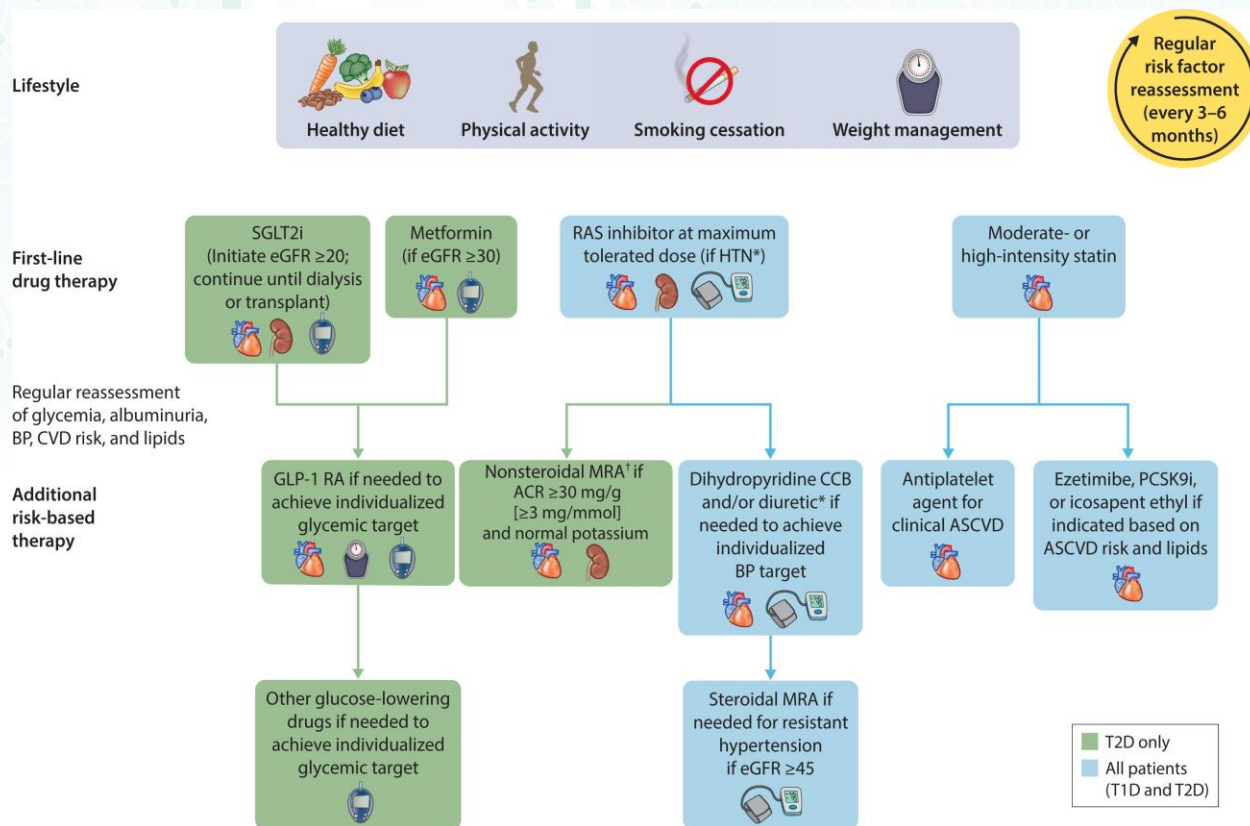 Lifestyle
Healthy diet
Physical activity
Smoking cessation
Weight management
Regular
risk factor
reassessment
(every 3–6
months)
First-line
drug therapy
SGLT2i
(Initiate eGFR ≥20;
continue until dialysis
or transplant)
Metformin
(if eGFR ≥30)
RAS inhibitor at maximum
tolerated dose (if HTN*)
Moderate- or
high-intensity statin
Regular reassessment
of glycemia, albuminuria,
BP, CVD risk, and lipids
Additional
risk-based
therapy
GLP-1 RA if needed to
achieve individualized
glycemic target
Nonsteroidal MRA† if
ACR ≥30 mg/g
[≥3 mg/mmol]
and normal potassium
Dihydropyridine CCB
and/or diuretic* if
needed to achieve
individualized
BP target
Antiplatelet
agent for
clinical ASCVD
Ezetimibe, PCSK9i,
or icosapent ethyl if
indicated based on
ASCVD risk and lipids
Other glucose-lowering
drugs if needed to
achieve individualized
glycemic target
Steroidal MRA if
needed for resistant
hypertension
if eGFR ≥45
T2D only
All patients
(T1D and T2D)